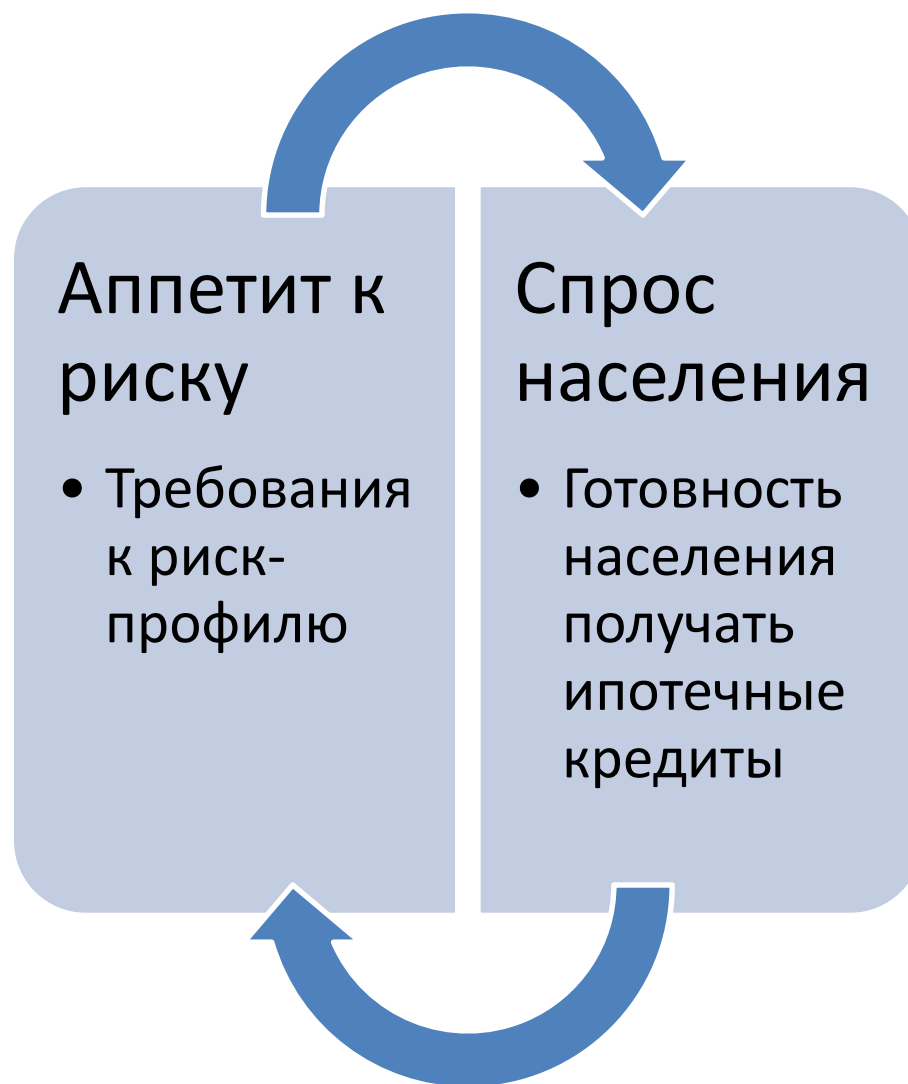 Аппетит к
риску
• Требования
к риск-
профилю
Спрос
населения
• Готовность
населения
получать
ипотечные
кредиты